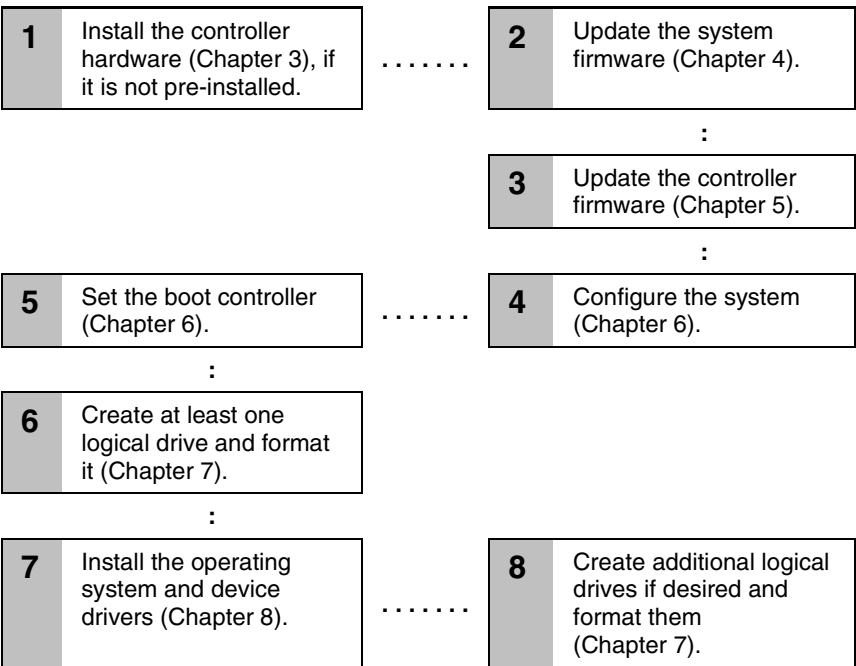 1
Install the controller
hardware (Chapter 3), if
it is not pre-installed.
.......
2
Update the system
firmware (Chapter 4).
:
3
Update the controller
firmware (Chapter 5).
:
4
Configure the system
(Chapter 6).
.......
5
Set the boot controller
(Chapter 6).
:
6
Create at least one
logical drive and format
it (Chapter 7).
:
7
Install the operating
system and device
drivers (Chapter 8).
.......
8
Create additional logical
drives if desired and
format them
(Chapter 7).